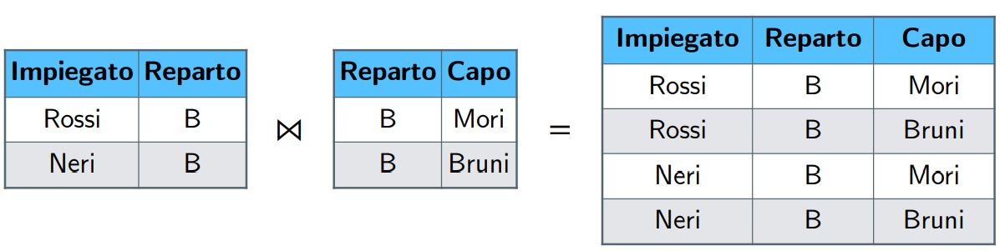 Impiegato Reparto
Rossi B
Neri B
⋈
Reparto Capo
B Mori
B Bruni
=
Impiegato Reparto Capo
Rossi B Mori
Rossi B Bruni
Neri B Mori
Neri B Bruni